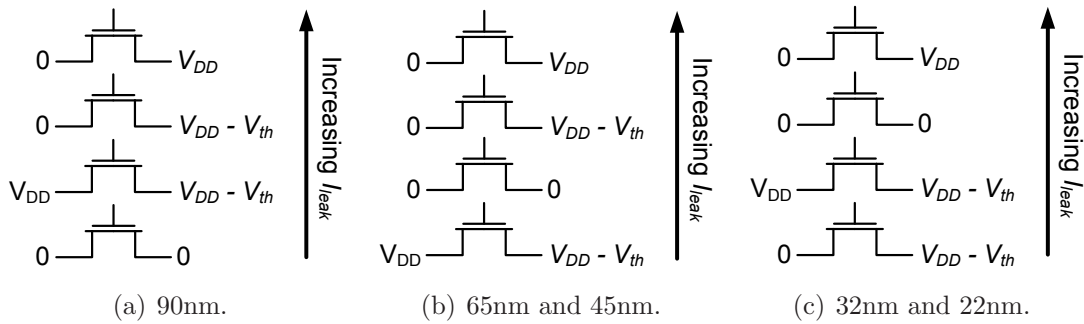 0 V_DD
0 V_DD - V_th
V_DD V_DD - V_th
0 0
Increasing I_leak
(a) 90nm.
0 V_DD
0 V_DD - V_th
0 0
V_DD V_DD - V_th
Increasing I_leak
(b) 65nm and 45nm.
0 V_DD
0 0
V_DD V_DD - V_th
0 V_DD - V_th
Increasing I_leak
(c) 32nm and 22nm.